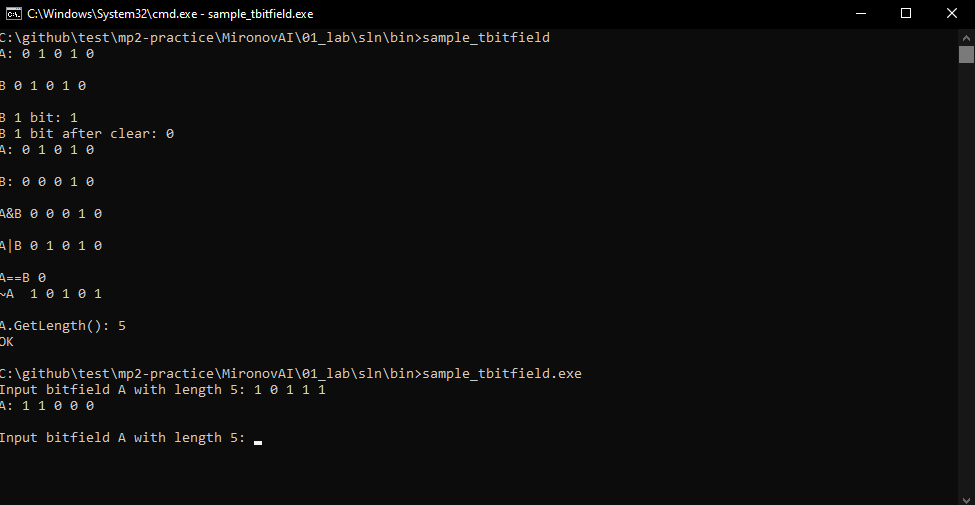 C:\Windows\System32\cmd.exe - sample_tbitfield.exe
C:\github\test\mp2-practice\MironovAI\01_lab\sln\bin>sample_tbitfield
A: 0 1 0 1 0
B 0 1 0 1 0
B 1 bit: 1
B 1 bit after clear: 0
A: 0 1 0 1 0
B: 0 0 0 1 0
A&B 0 0 0 1 0
A|B 0 1 0 1 0
A==B 0
~A  1 0 1 0 1
A.GetLength(): 5
OK
C:\github\test\mp2-practice\MironovAI\01_lab\sln\bin>sample_tbitfield.exe
Input bitfield A with length 5: 1 0 1 1 1
A: 1 1 0 0 0
Input bitfield A with length 5: